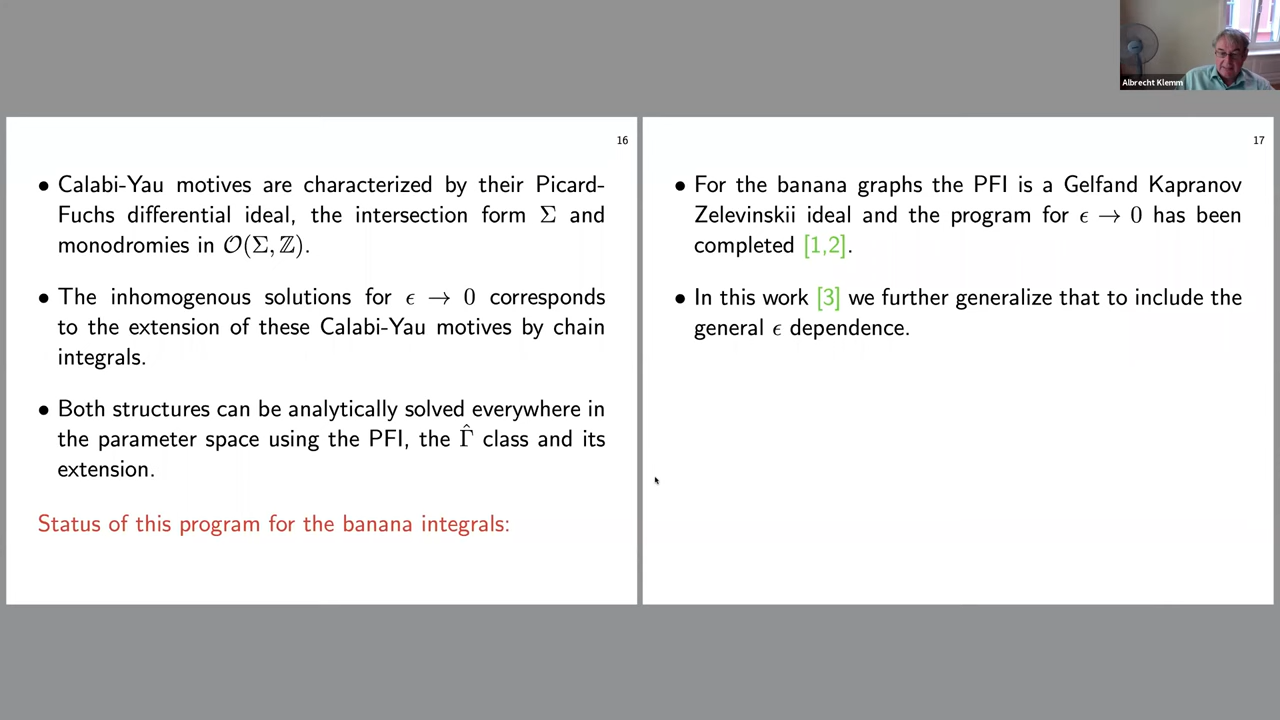 Albrecht Klemm
16
• Calabi-Yau motives are characterized by their Picard-
Fuchs differential ideal, the intersection form Σ and
monodromies in 𝒪(Σ, ℤ).
• The inhomogenous solutions for ϵ → 0 corresponds
to the extension of these Calabi-Yau motives by chain
integrals.
• Both structures can be analytically solved everywhere in
the parameter space using the PFI, the Γ̂ class and its
extension.
Status of this program for the banana integrals:
17
• For the banana graphs the PFI is a Gelfand Kapranov
Zelevinskii ideal and the program for ϵ → 0 has been
completed [1,2].
• In this work [3] we further generalize that to include the
general ϵ dependence.